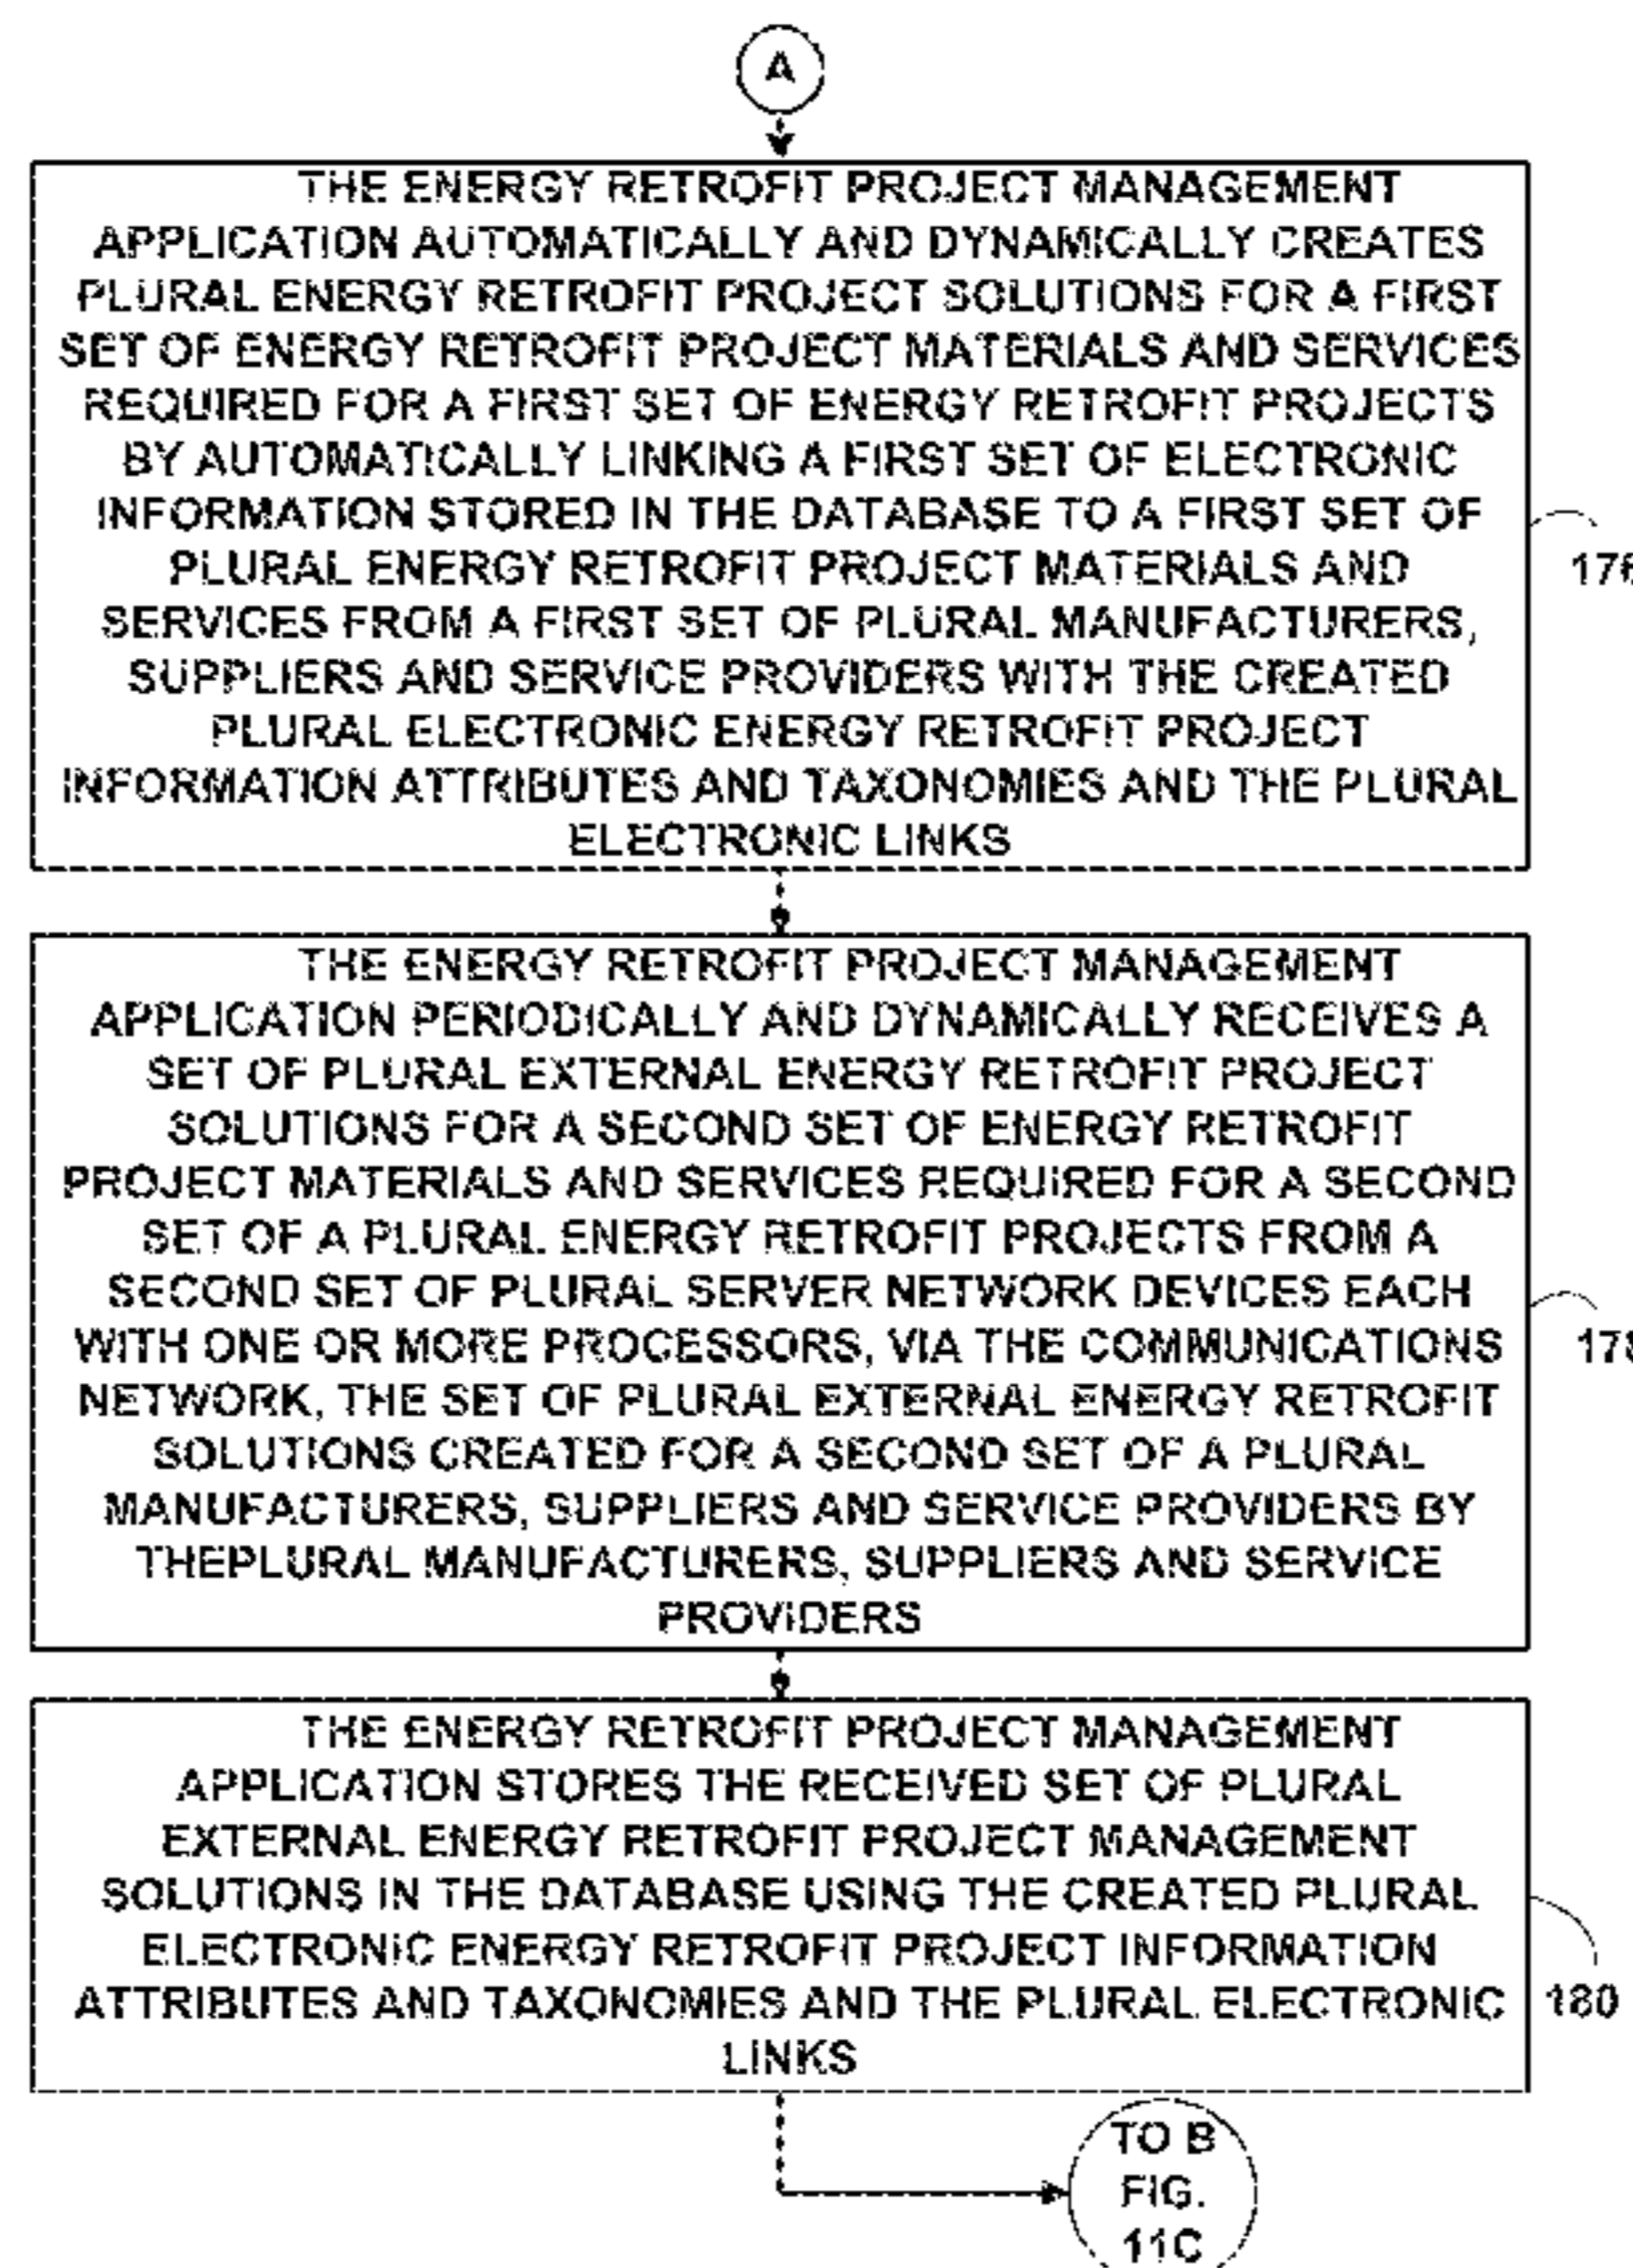 A
THE ENERGY RETROFIT PROJECT MANAGEMENT
APPLICATION AUTOMATICALLY AND DYNAMICALLY CREATES
PLURAL ENERGY RETROFIT PROJECT SOLUTIONS FOR A FIRST
SET OF ENERGY RETROFIT PROJECT MATERIALS AND SERVICES
REQUIRED FOR A FIRST SET OF ENERGY RETROFIT PROJECTS
BY AUTOMATICALLY LINKING A FIRST SET OF ELECTRONIC
INFORMATION STORED IN THE DATABASE TO A FIRST SET OF
PLURAL ENERGY RETROFIT PROJECT MATERIALS AND
SERVICES FROM A FIRST SET OF PLURAL MANUFACTURERS,
SUPPLIERS AND SERVICE PROVIDERS WITH THE CREATED
PLURAL ELECTRONIC ENERGY RETROFIT PROJECT
INFORMATION ATTRIBUTES AND TAXONOMIES AND THE PLURAL
ELECTRONIC LINKS
176
THE ENERGY RETROFIT PROJECT MANAGEMENT
APPLICATION PERIODICALLY AND DYNAMICALLY RECEIVES A
SET OF PLURAL EXTERNAL ENERGY RETROFIT PROJECT
SOLUTIONS FOR A SECOND SET OF ENERGY RETROFIT
PROJECT MATERIALS AND SERVICES REQUIRED FOR A SECOND
SET OF A PLURAL ENERGY RETROFIT PROJECTS FROM A
SECOND SET OF PLURAL SERVER NETWORK DEVICES EACH
WITH ONE OR MORE PROCESSORS, VIA THE COMMUNICATIONS
NETWORK, THE SET OF PLURAL EXTERNAL ENERGY RETROFIT
SOLUTIONS CREATED FOR A SECOND SET OF A PLURAL
MANUFACTURERS, SUPPLIERS AND SERVICE PROVIDERS BY
THEPLURAL MANUFACTURERS, SUPPLIERS AND SERVICE
PROVIDERS
178
THE ENERGY RETROFIT PROJECT MANAGEMENT
APPLICATION STORES THE RECEIVED SET OF PLURAL
EXTERNAL ENERGY RETROFIT PROJECT MANAGEMENT
SOLUTIONS IN THE DATABASE USING THE CREATED PLURAL
ELECTRONIC ENERGY RETROFIT PROJECT INFORMATION
ATTRIBUTES AND TAXONOMIES AND THE PLURAL ELECTRONIC
LINKS
180
TO B
FIG.
11C